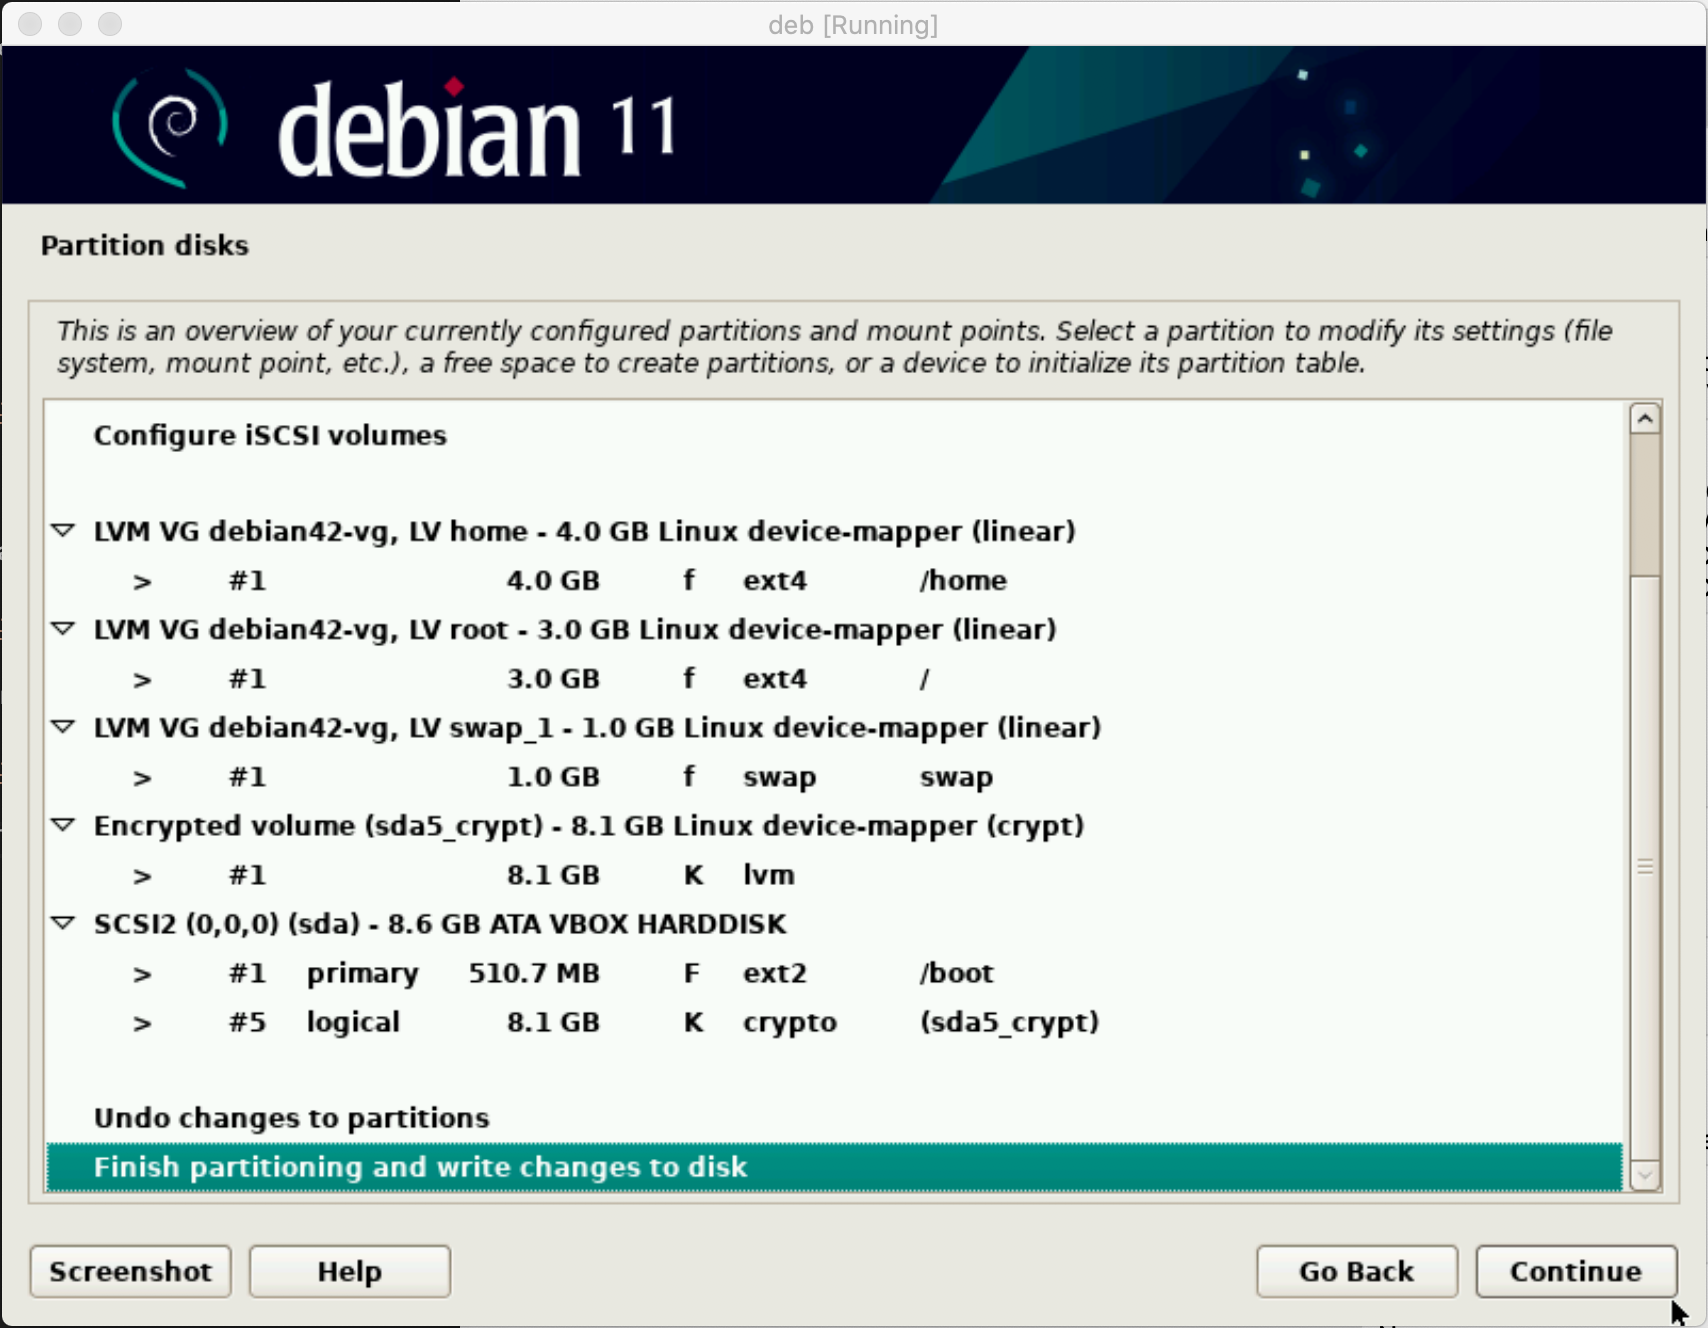 deb [Running]
debian 11
Partition disks
This is an overview of your currently configured partitions and mount points. Select a partition to modify its settings (file
system, mount point, etc.), a free space to create partitions, or a device to initialize its partition table.
Configure iSCSI volumes
LVM VG debian42-vg, LV home - 4.0 GB Linux device-mapper (linear)
> #1 4.0 GB f ext4 /home
LVM VG debian42-vg, LV root - 3.0 GB Linux device-mapper (linear)
> #1 3.0 GB f ext4 /
LVM VG debian42-vg, LV swap_1 - 1.0 GB Linux device-mapper (linear)
> #1 1.0 GB f swap swap
Encrypted volume (sda5_crypt) - 8.1 GB Linux device-mapper (crypt)
> #1 8.1 GB K lvm
SCSI2 (0,0,0) (sda) - 8.6 GB ATA VBOX HARDDISK
> #1 primary 510.7 MB F ext2 /boot
> #5 logical 8.1 GB K crypto (sda5_crypt)
Undo changes to partitions
Finish partitioning and write changes to disk
Screenshot Help Go Back Continue